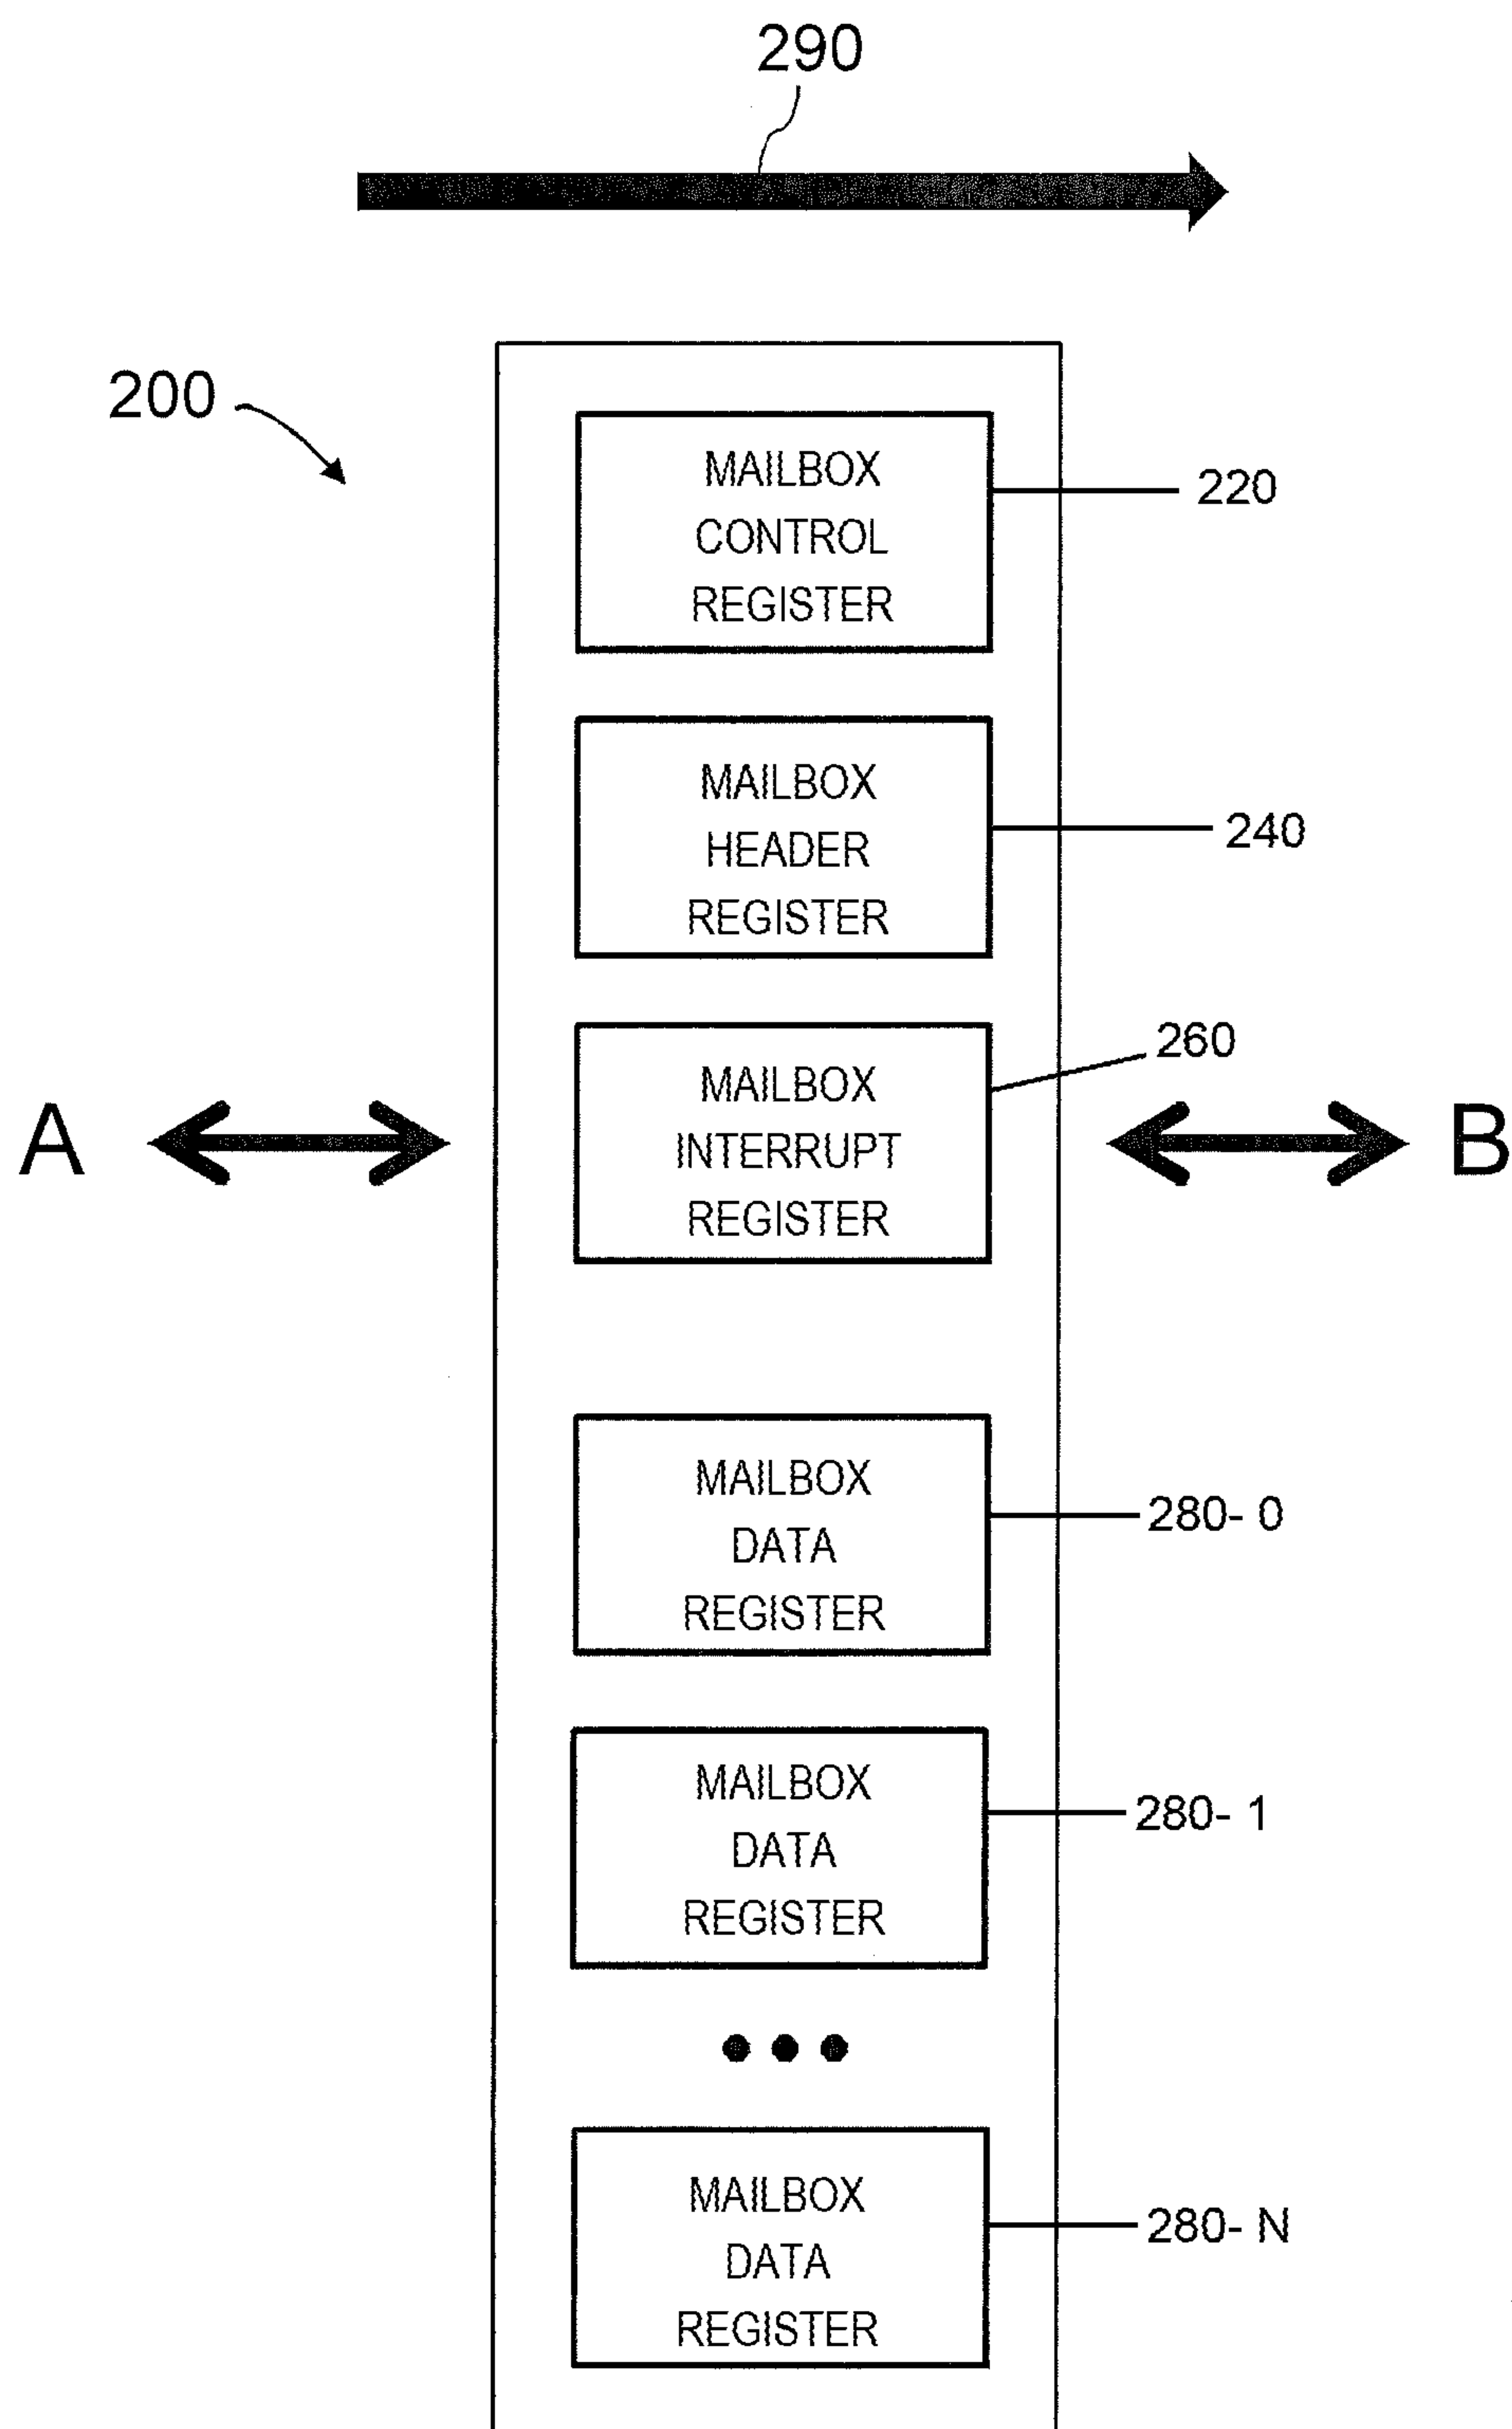 290
200
MAILBOX
CONTROL
REGISTER
220
MAILBOX
HEADER
REGISTER
240
MAILBOX
INTERRUPT
REGISTER
260
A
B
MAILBOX
DATA
REGISTER
280- 0
MAILBOX
DATA
REGISTER
280- 1
MAILBOX
DATA
REGISTER
280- N